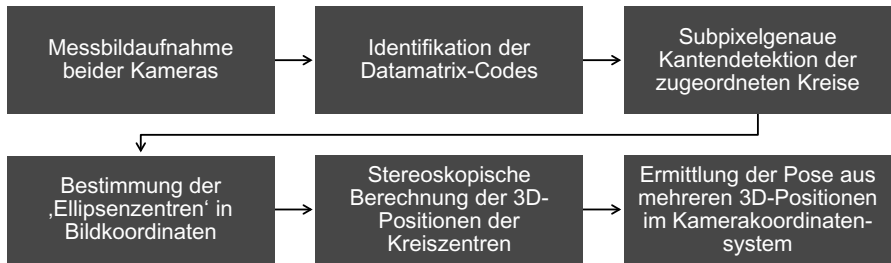 Messbildaufnahme
beider Kameras
Identifikation der
Datamatrix-Codes
Subpixelgenaue
Kantendetektion der
zugeordneten Kreise
Bestimmung der
‚Ellipsenzentren‘ in
Bildkoordinaten
Stereoskopische
Berechnung der 3D-
Positionen der
Kreiszentren
Ermittlung der Pose aus
mehreren 3D-Positionen
im Kamerakoordinaten-
system